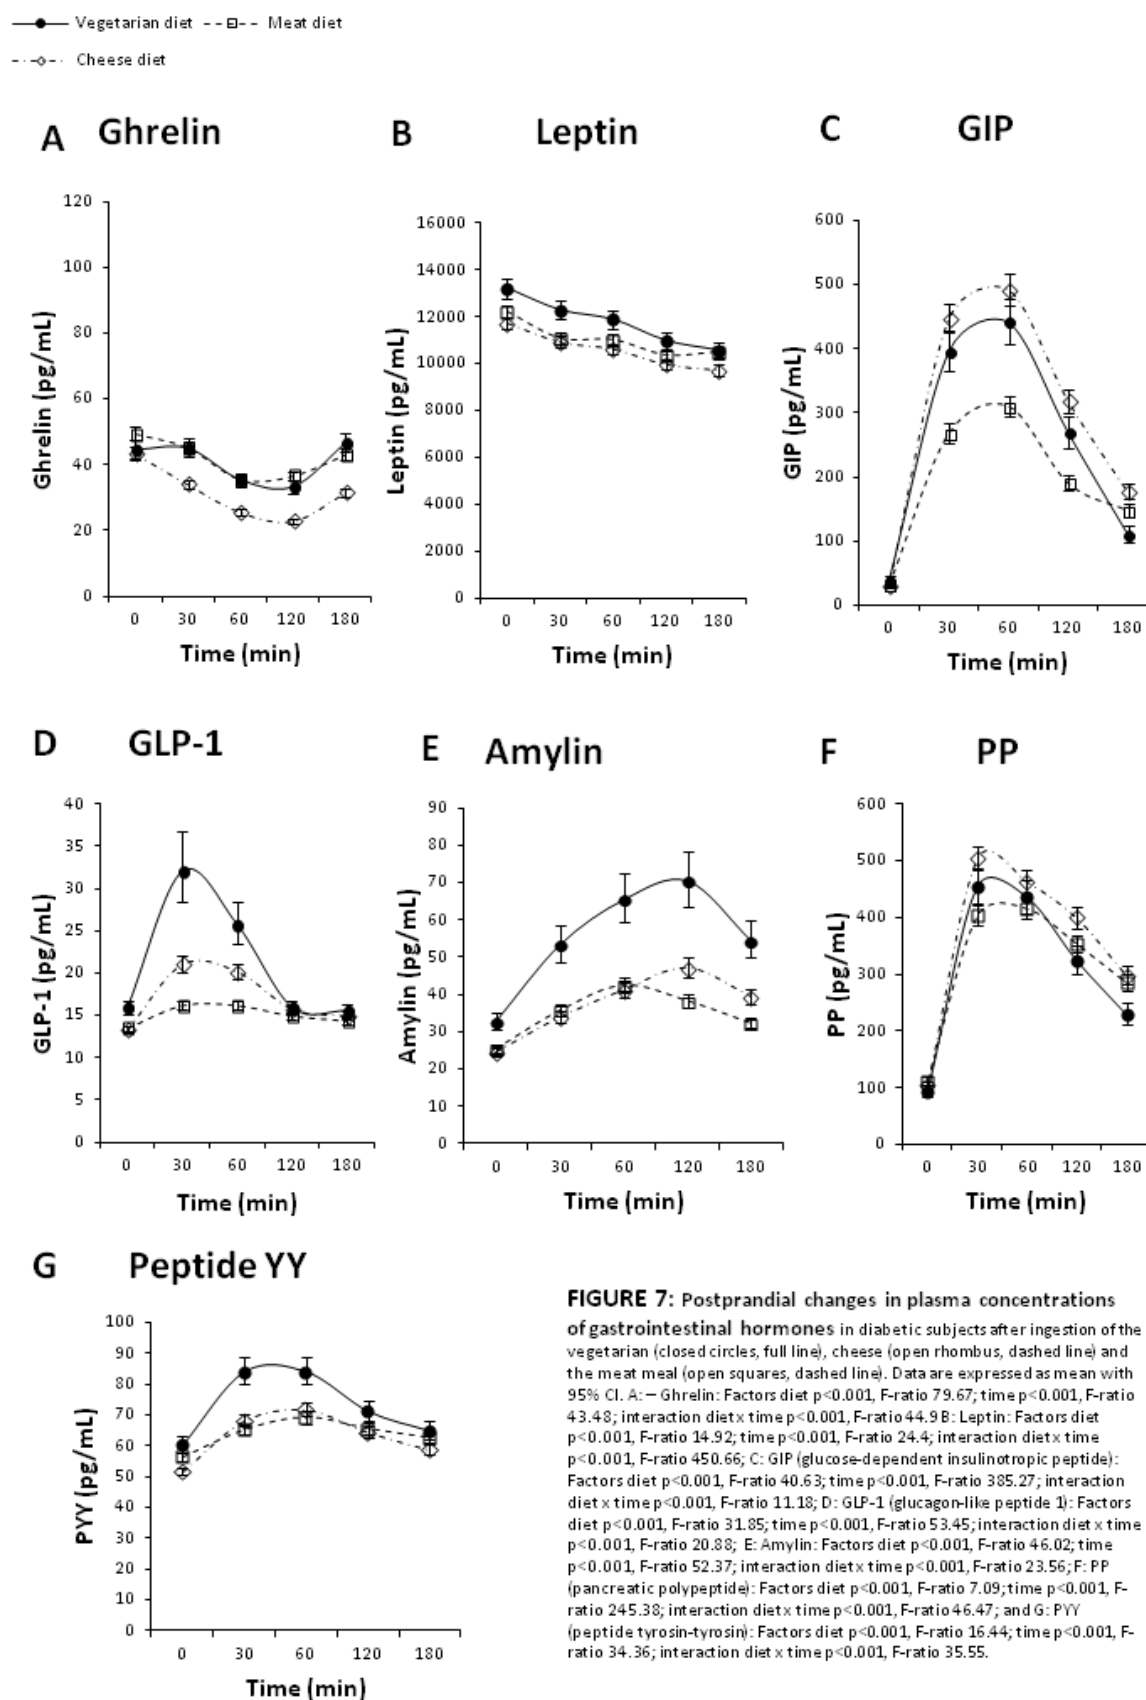 Vegetarian diet
Meat diet
Cheese diet
A Ghrelin
B Leptin
C GIP
120
100
80
60
40
20
0
Ghrelin (pg/mL)
0 30 60 120 180
Time (min)
16000
14000
12000
10000
8000
6000
4000
2000
0
Leptin (pg/mL)
0 30 60 120 180
Time (min)
600
500
400
300
200
100
0
GIP (pg/mL)
0 30 60 120 180
Time (min)
D GLP-1
E Amylin
F PP
40
35
30
25
20
15
10
5
0
GLP-1 (pg/mL)
0 30 60 120 180
Time (min)
90
80
70
60
50
40
30
20
10
0
Amylin (pg/mL)
0 30 60 120 180
Time (min)
600
500
400
300
200
100
0
PP (pg/mL)
0 30 60 120 180
Time (min)
G Peptide YY
100
90
80
70
60
50
40
30
20
10
0
PYY (pg/mL)
0 30 60 120 180
Time (min)
FIGURE 7: Postprandial changes in plasma concentrations
of gastrointestinal hormones in diabetic subjects after ingestion of the
vegetarian (closed circles, full line), cheese (open rhombus, dashed line) and
the meat meal (open squares, dashed line). Data are expressed as mean with
95% CI. A: – Ghrelin: Factors diet p<0.001, F-ratio 79.67; time p<0.001, F-ratio
43.48; interaction diet x time p<0.001, F-ratio 44.9 B: Leptin: Factors diet
p<0.001, F-ratio 14.92; time p<0.001, F-ratio 24.4; interaction diet x time
p<0.001, F-ratio 450.66; C: GIP (glucose-dependent insulinotropic peptide):
Factors diet p<0.001, F-ratio 40.63; time p<0.001, F-ratio 385.27; interaction
diet x time p<0.001, F-ratio 11.18; D: GLP-1 (glucagon-like peptide 1): Factors
diet p<0.001, F-ratio 31.85; time p<0.001, F-ratio 53.45; interaction diet x time
p<0.001, F-ratio 20.88; E: Amylin: Factors diet p<0.001, F-ratio 46.02; time
p<0.001, F-ratio 52.37; interaction diet x time p<0.001, F-ratio 23.56; F: PP
(pancreatic polypeptide): Factors diet p<0.001, F-ratio 7.09; time p<0.001, F-
ratio 245.38; interaction diet x time p<0.001, F-ratio 46.47; and G: PYY
(peptide tyrosin-tyrosin): Factors diet p<0.001, F-ratio 16.44; time p<0.001, F-
ratio 34.36; interaction diet x time p<0.001, F-ratio 35.55.